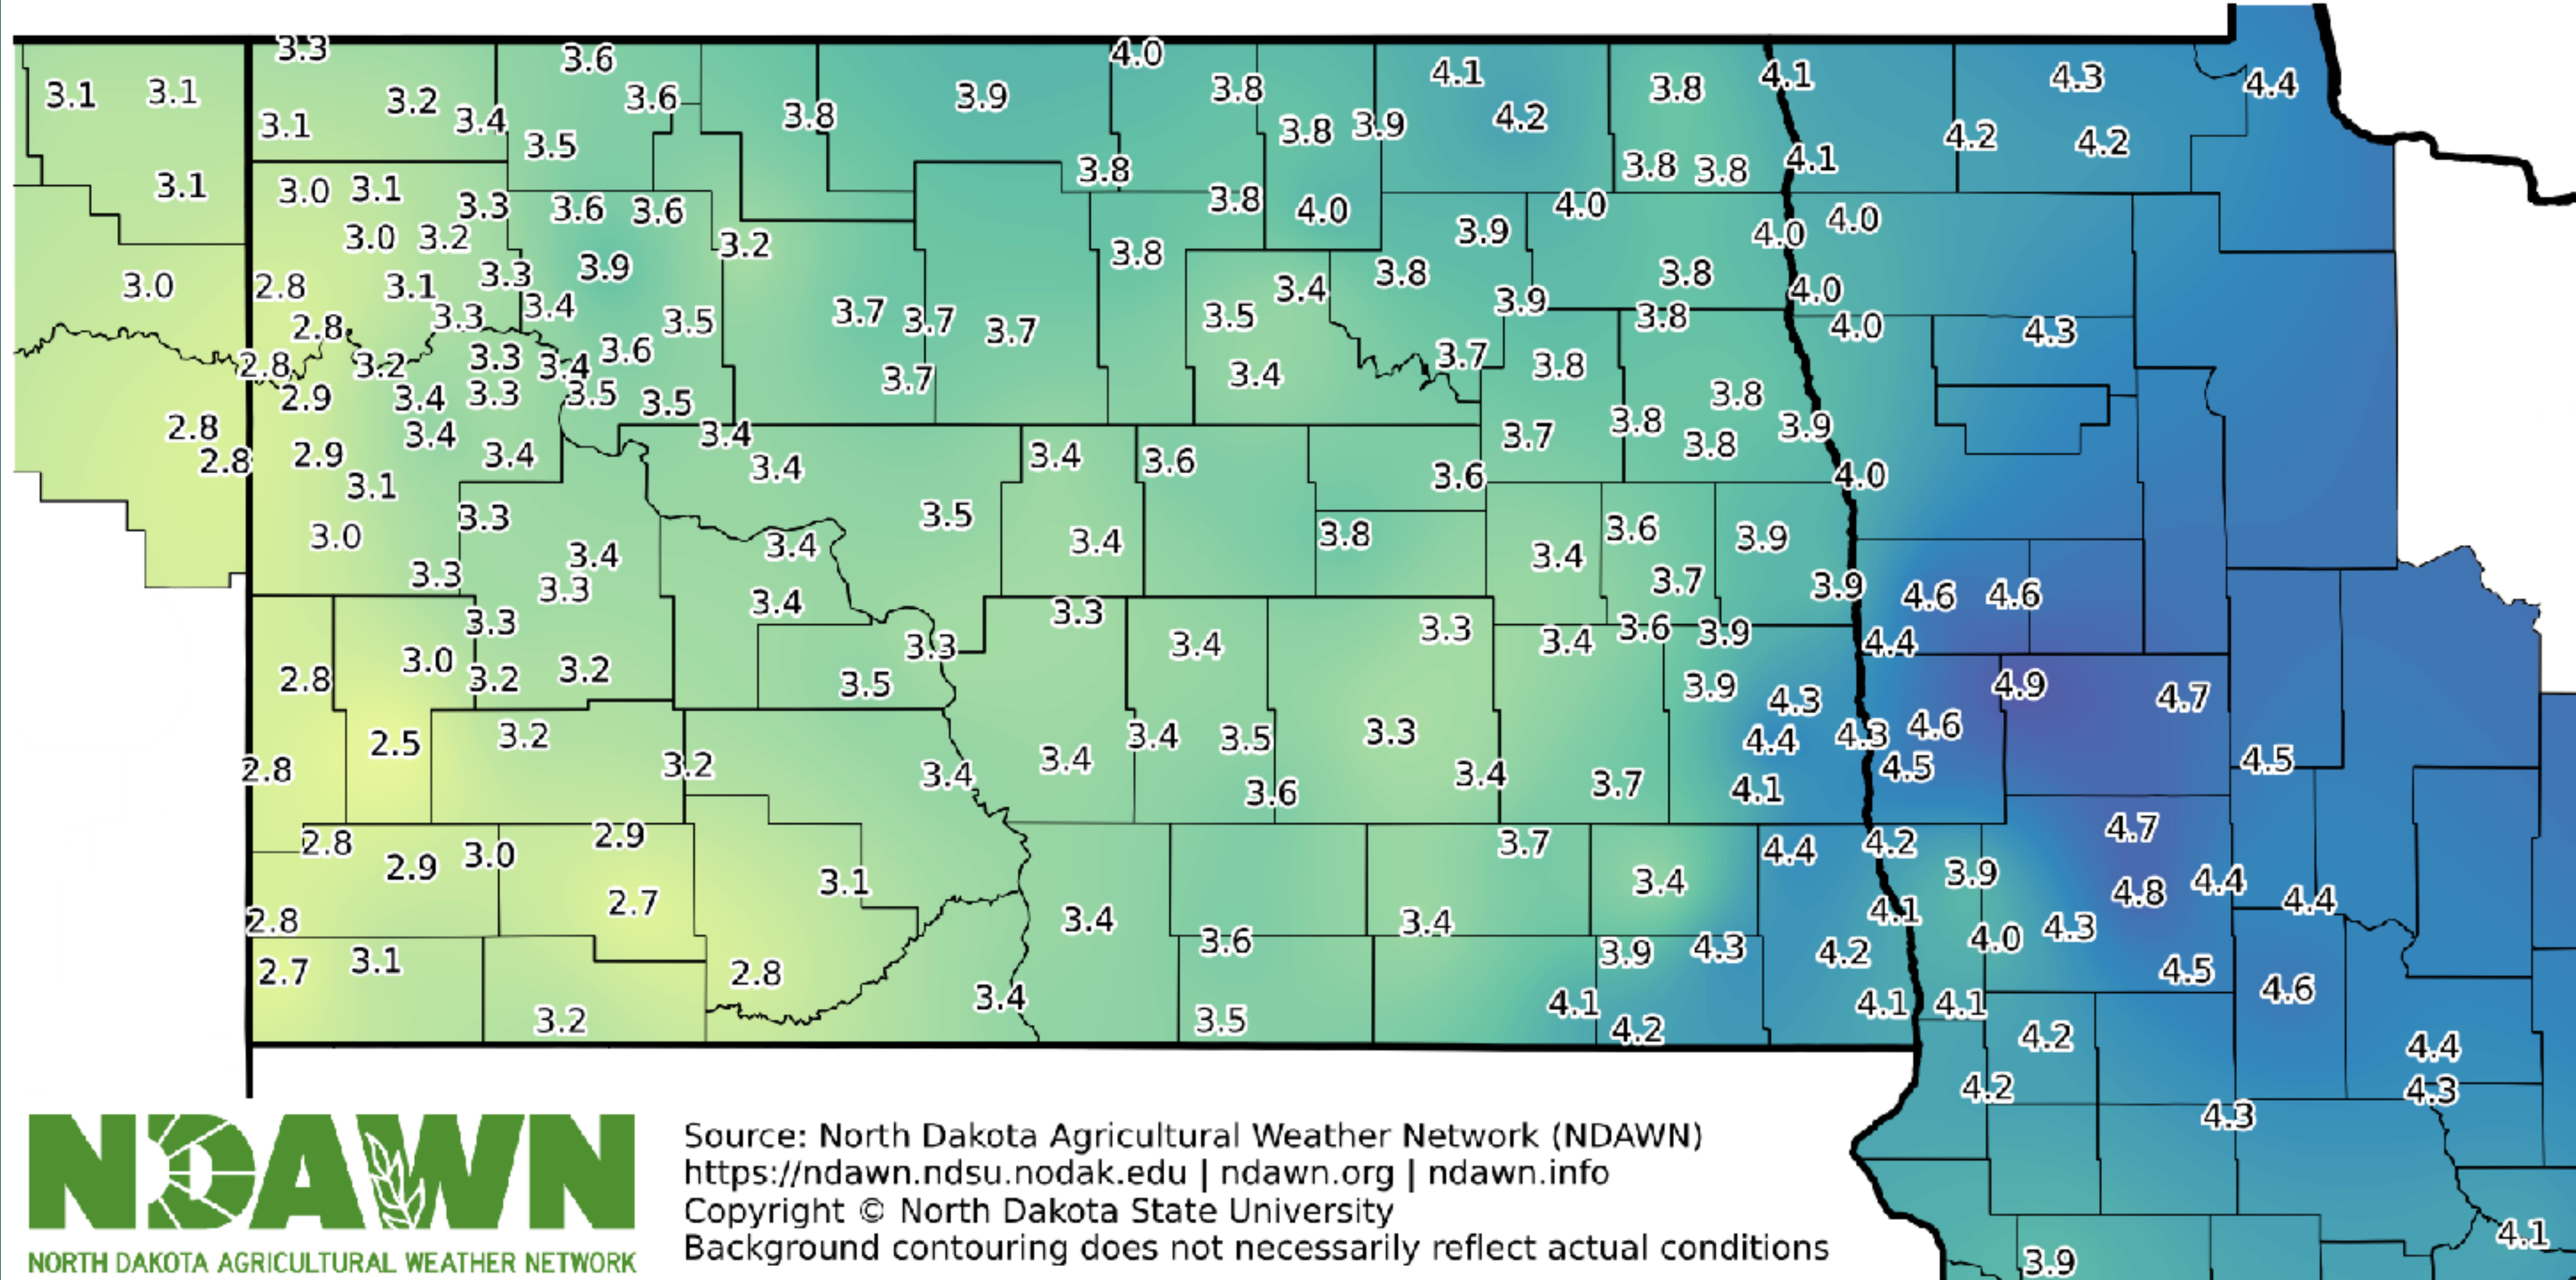 3.3 3.6 4.0
3.1 3.1 3.2 3.6 3.9 3.8 4.1 3.8 4.1 4.3 4.4
3.1 3.4 3.5 3.8 3.8 3.9 4.2 4.2 4.2
3.1 3.0 3.1 3.8 3.8 3.8 4.1
3.3 3.6 3.6 3.8 4.0 4.0 4.0
3.0 3.2 3.9 3.2 3.8 3.9 4.0
3.0 2.8 3.1 3.3 3.4 3.8 3.8 4.0
2.8 3.3 3.4 3.5 3.7 3.7 3.7 3.5 3.9 3.8 4.0 4.3
2.8 3.2 3.3 3.4 3.6 3.7 3.4 3.7 3.8
2.9 3.4 3.3 3.5 3.5 3.8
2.8 3.4 3.4 3.7 3.8 3.8 3.9
2.8 2.9 3.4 3.4 3.4 3.6 3.6 4.0
3.1 3.3 3.5
3.0 3.4 3.4 3.4 3.8 3.4 3.6 3.9
3.3 3.3 3.4 3.7 3.9 4.6 4.6
3.3 3.3 3.3 3.4 3.3 3.4 3.6 3.9 4.4
2.8 3.0 3.2 3.2 3.5 3.9 4.3 4.9 4.7
2.5 3.2 3.4 3.5 3.3 4.4 4.3 4.6
2.8 3.2 3.4 3.4 3.6 3.4 3.7 4.1 4.5 4.5
2.8 2.9 3.0 2.9 3.7 4.4 4.2 4.7
2.7 3.1 3.4 3.9 4.8 4.4 4.4
2.8 3.4 3.6 3.4 4.1 4.0 4.3
2.7 3.1 2.8 3.9 4.3 4.2 4.5
3.2 3.4 3.5 4.1 4.2 4.1 4.1 4.2 4.6
4.2 4.4
4.3 4.3
NDAWN
NORTH DAKOTA AGRICULTURAL WEATHER NETWORK
Source: North Dakota Agricultural Weather Network (NDAWN)
https://ndawn.ndsu.nodak.edu | ndawn.org | ndawn.info
Copyright © North Dakota State University
Background contouring does not necessarily reflect actual conditions
3.9 4.1